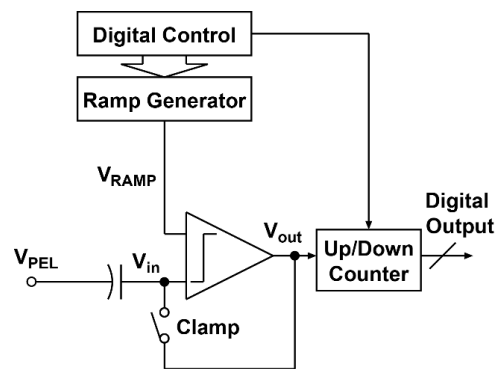 Digital Control
Ramp Generator
VRAMP
Digital
Output
Vout
VPEL
Vin
Up/Down
Counter
Clamp